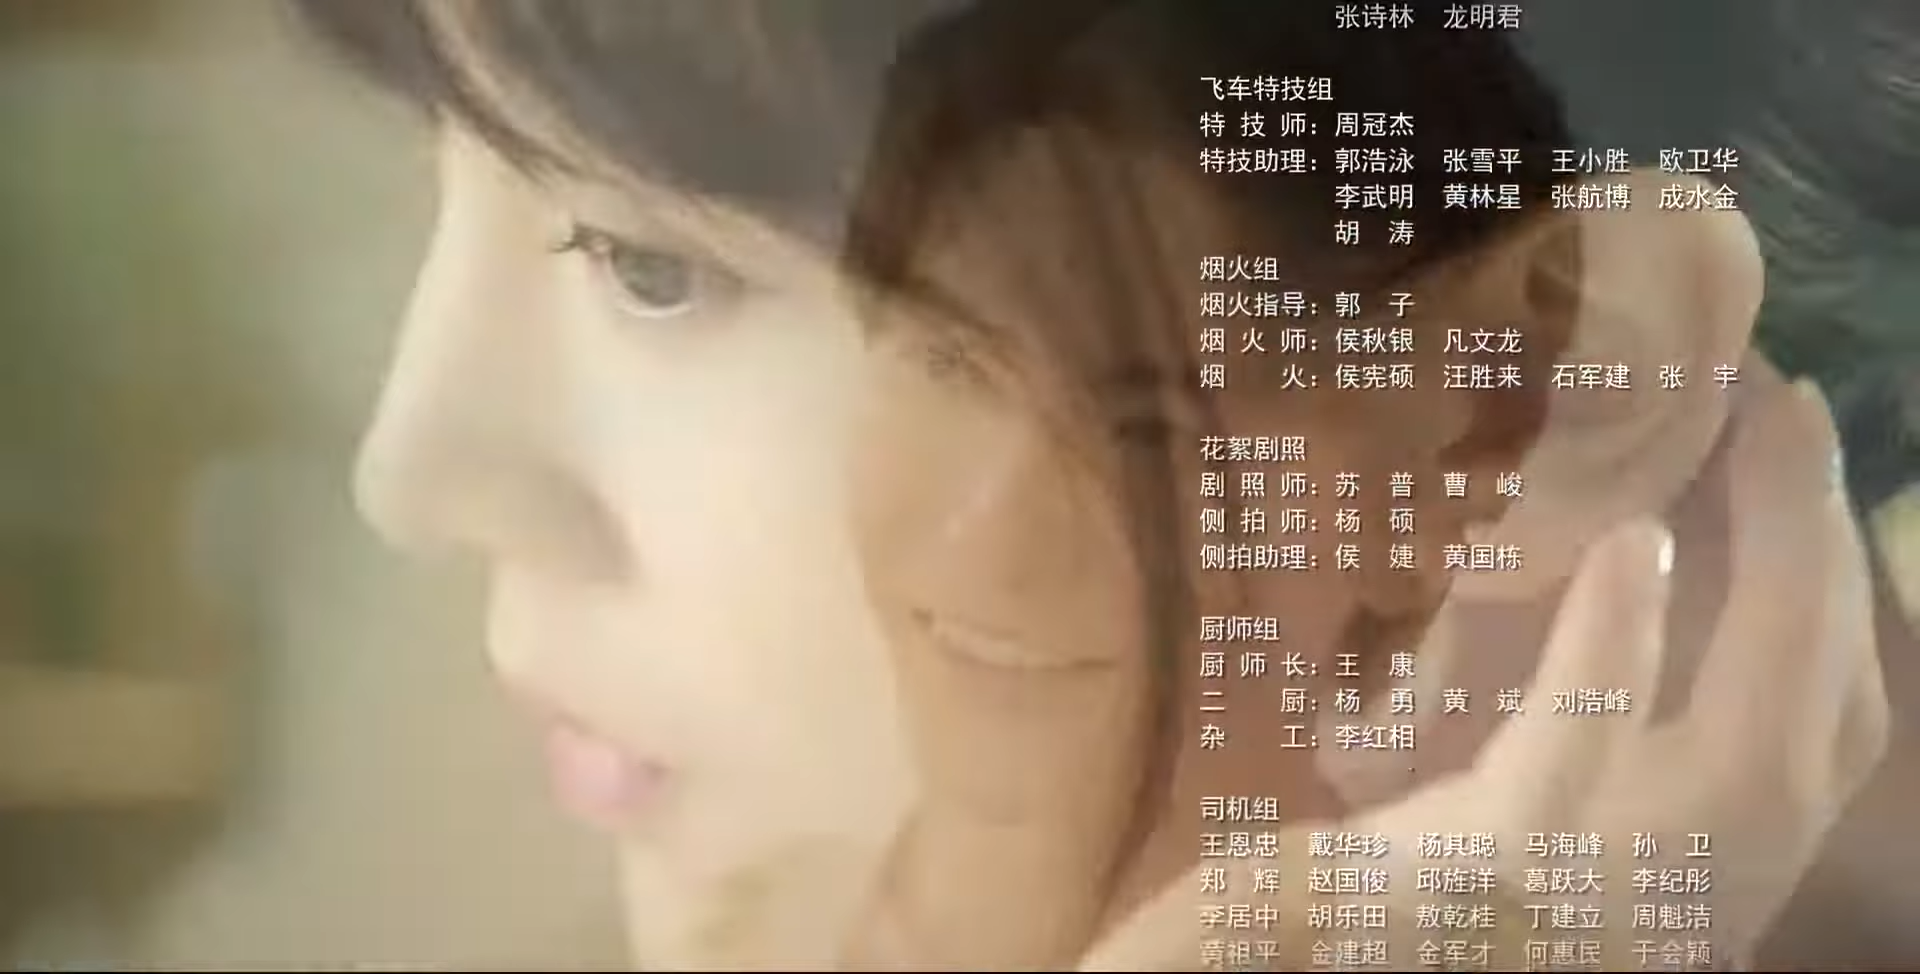 张诗林　龙明君
飞车特技组
特 技 师：周冠杰
特技助理：郭浩泳　张雪平　王小胜　欧卫华
李武明　黄林星　张航博　成水金
胡　涛
烟火组
烟火指导：郭　子
烟 火 师：侯秋银　凡文龙
烟　　火：侯宪硕　汪胜来　石军建　张　宇
花絮剧照
剧 照 师：苏　普　曹　峻
侧 拍 师：杨　硕
侧拍助理：侯　婕　黄国栋
厨师组
厨 师 长：王　康
二　　厨：杨　勇　黄　斌　刘浩峰
杂　　工：李红相
司机组
王恩忠　戴华珍　杨其聪　马海峰　孙　卫
郑　辉　赵国俊　邱旌洋　葛跃大　李纪彤
李居中　胡乐田　敖乾桂　丁建立　周魁洁
黄祖平　金建超　金军才　何惠民　于会颖